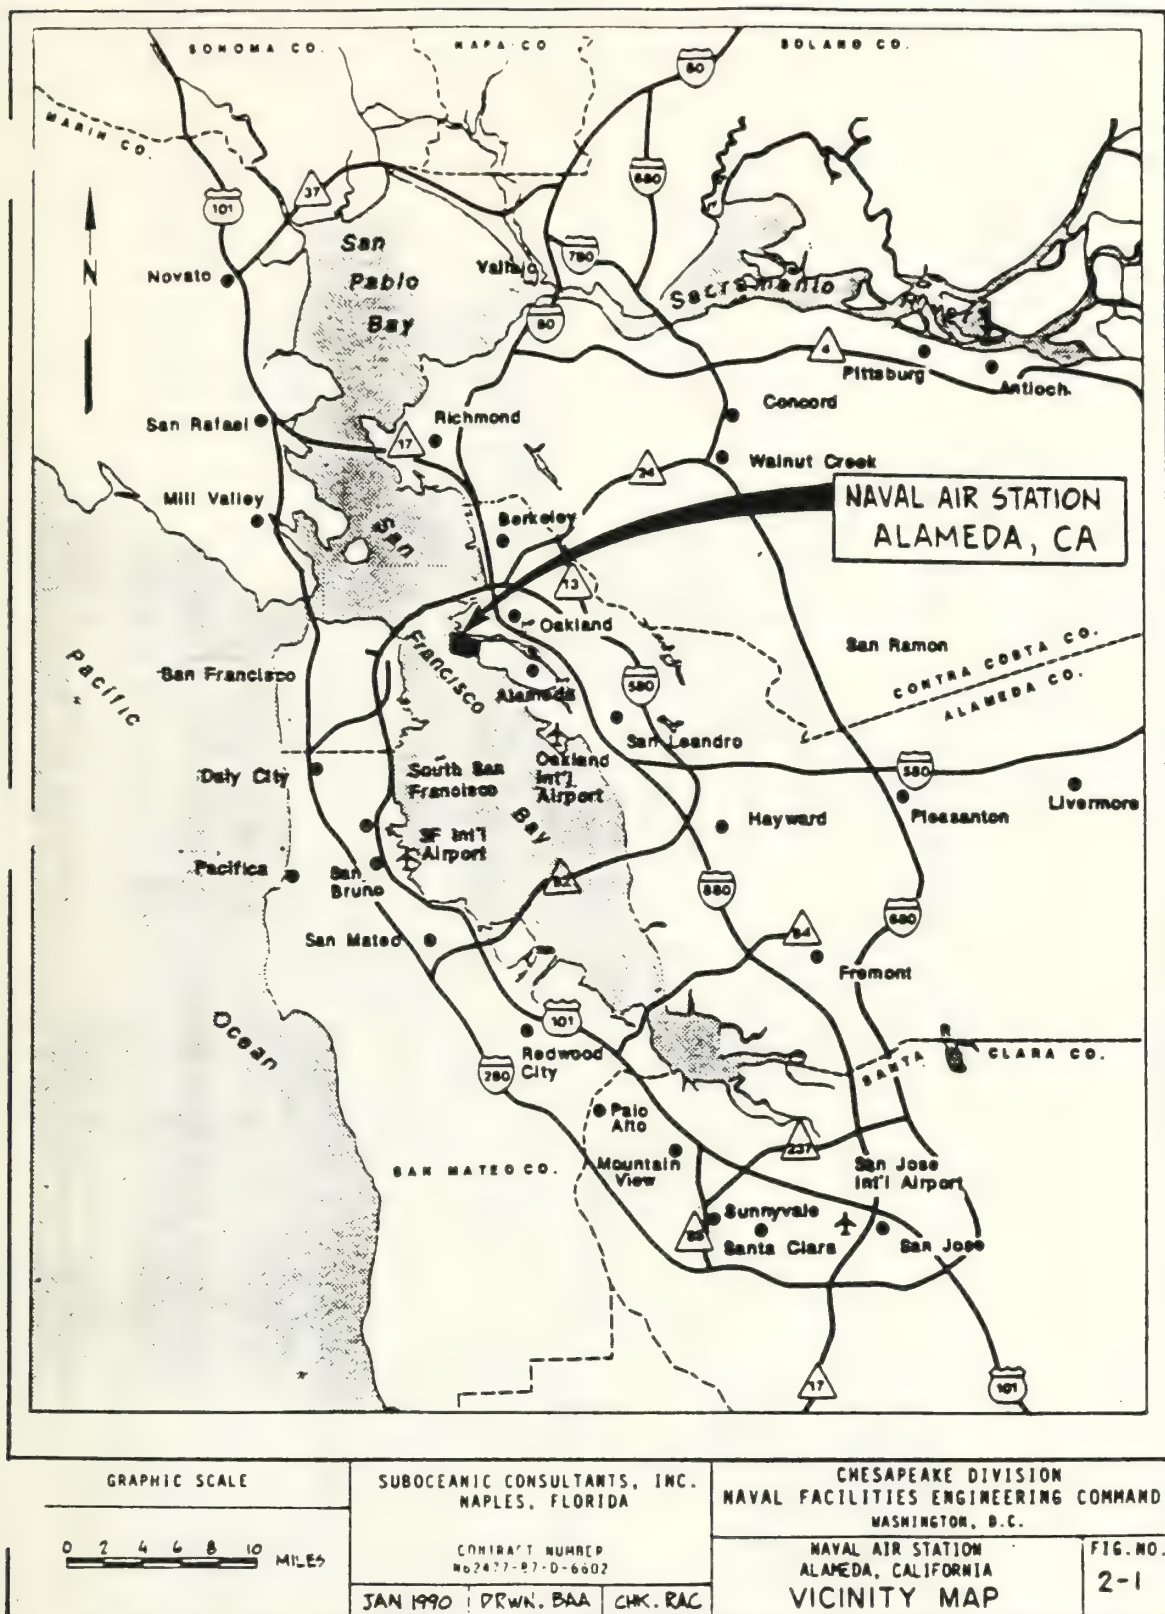 SONOMA CO.
NAPA CO
SOLANO CO.
80
MARIN CO.
680
37
101
San
Pablo
Bay
780
Vallejo
Novato
N
Sacramento
Rivers
80
4
Pittsburg
Antioch
Concord
Richmond
San Rafael
17
24
Walnut Creek
Mill Valley
NAVAL AIR STATION
ALAMEDA, CA
San
Berkeley
13
Oakland
Francisco
San Ramon
CONTRA COSTA CO.
ALAMEDA CO.
Pacific
San Francisco
Alameda
580
San Leandro
Daly City
South San
Francisco
Oakland
Int'l
Airport
580
Livermore
Pleasanton
Bay
Hayward
SF Int'l
Airport
Pacifica
San
Bruno
92
880
680
San Mateo
84
Fremont
Ocean
101
Redwood
City
R
SANTA CLARA CO.
280
Palo
Alto
237
SAN MATEO CO.
Mountain
View
San Jose
Int'l Airport
Sunnyvale
85
Santa Clara
San Jose
17
101
GRAPHIC SCALE
0 2 4 6 8 10 MILES
SUBOCEANIC CONSULTANTS, INC.
NAPLES, FLORIDA
CONTRACT NUMBER
N62477-87-D-6602
JAN 1990 DRWN. BAA CHK. RAC
CHESAPEAKE DIVISION
NAVAL FACILITIES ENGINEERING COMMAND
WASHINGTON, D.C.
NAVAL AIR STATION
ALAMEDA, CALIFORNIA
VICINITY MAP
FIG.NO.
2-1